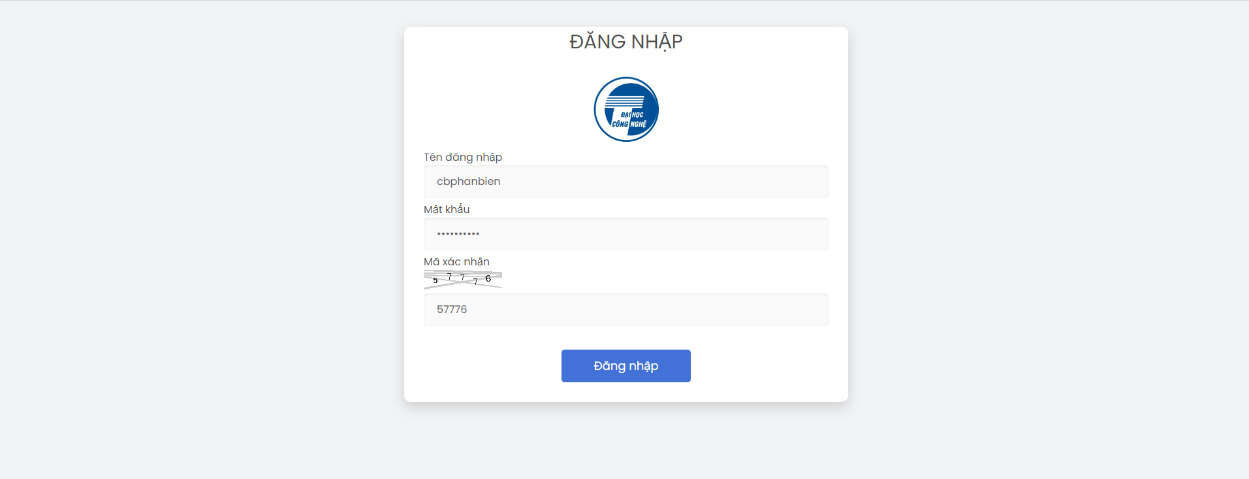 ĐĂNG NHẬP
ĐẠI HỌC
CÔNG NGHỆ
Tên đăng nhập
cbphanbien
Mật khẩu
••••••••••
Mã xác nhận
57776
57776
Đăng nhập